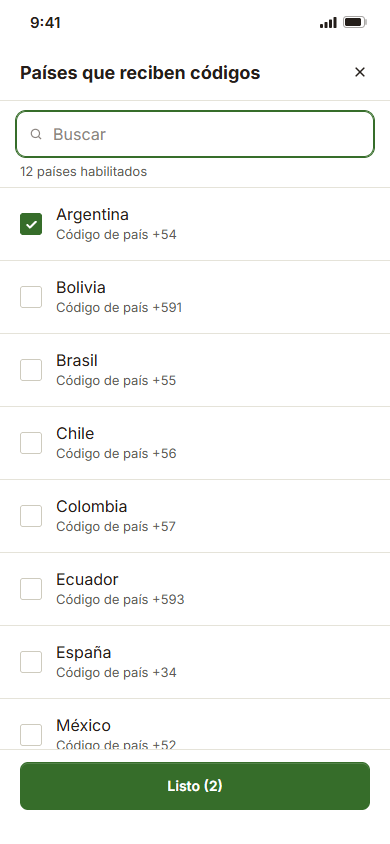 9:41
Países que reciben códigos
Buscar
12 países habilitados
Argentina
Código de país +54
Bolivia
Código de país +591
Brasil
Código de país +55
Chile
Código de país +56
Colombia
Código de país +57
Ecuador
Código de país +593
España
Código de país +34
México
Código de país +52
Listo (2)